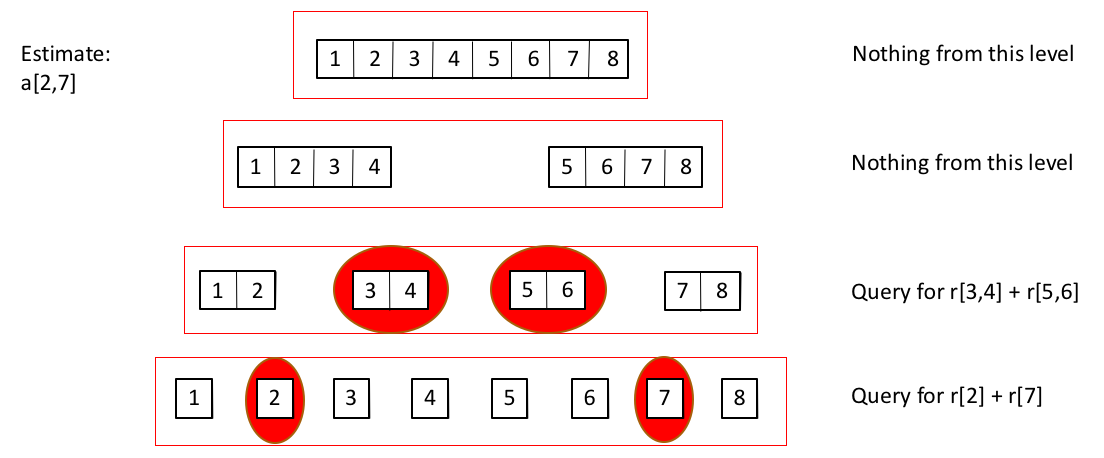 Estimate:
a[2,7]
1 2 3 4 5 6 7 8
Nothing from this level
1 2 3 4
5 6 7 8
Nothing from this level
1 2
3 4
5 6
7 8
Query for r[3,4] + r[5,6]
1
2
3
4
5
6
7
8
Query for r[2] + r[7]